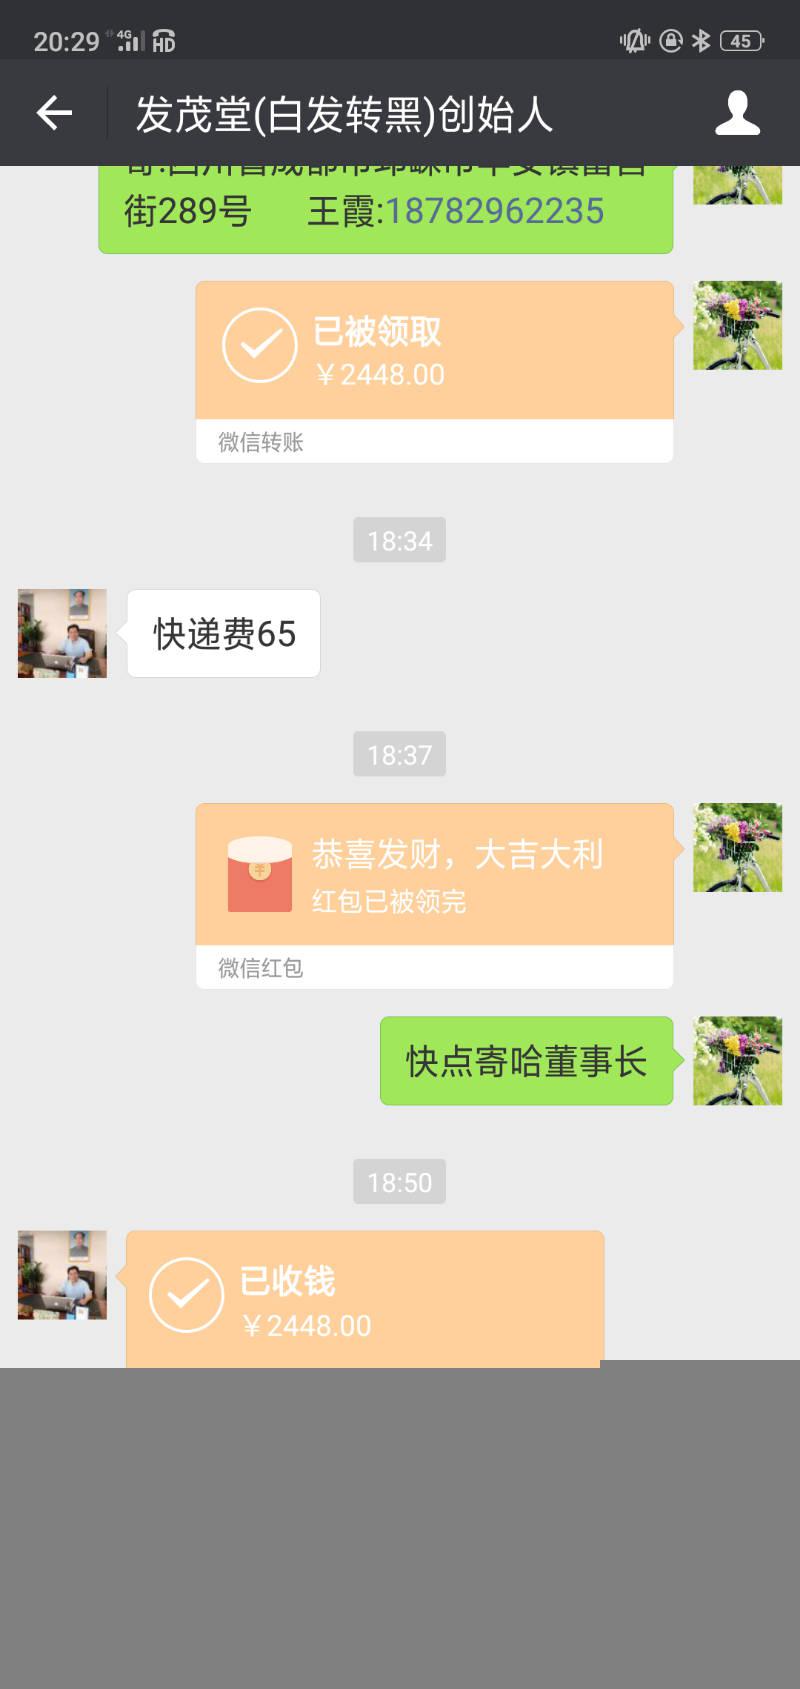 20:29 4G HD 45
发茂堂(白发转黑)创始人
街289号 王霞:18782962235
已被领取
￥2448.00
微信转账
18:34
快递费65
18:37
恭喜发财，大吉大利
红包已被领完
微信红包
快点寄哈董事长
18:50
已收钱
￥2448.00